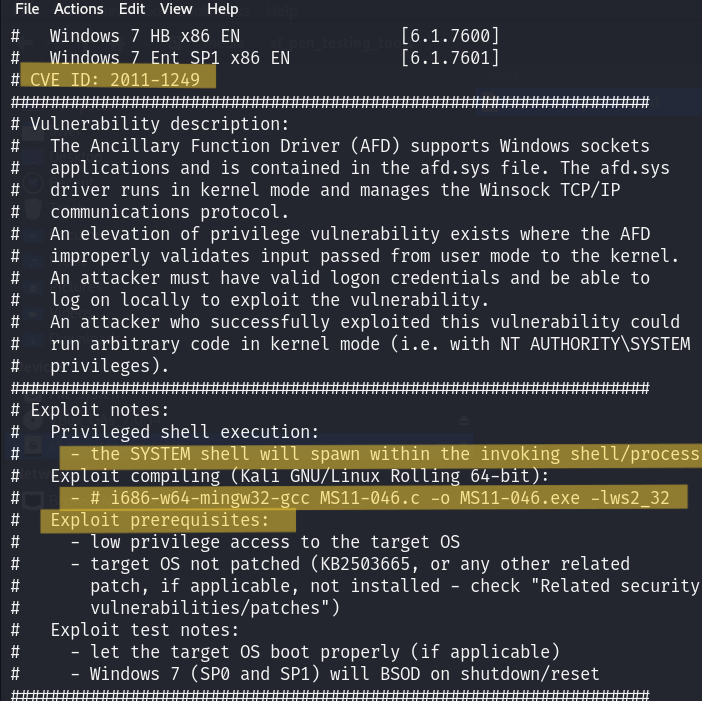 File Actions Edit View Help
# Windows 7 HB x86 EN [6.1.7600]
# Windows 7 Ent SP1 x86 EN [6.1.7601]
# CVE ID: 2011-1249
################################################################
# Vulnerability description:
# The Ancillary Function Driver (AFD) supports Windows sockets
# applications and is contained in the afd.sys file. The afd.sys
# driver runs in kernel mode and manages the Winsock TCP/IP
# communications protocol.
# An elevation of privilege vulnerability exists where the AFD
# improperly validates input passed from user mode to the kernel.
# An attacker must have valid logon credentials and be able to
# log on locally to exploit the vulnerability.
# An attacker who successfully exploited this vulnerability could
# run arbitrary code in kernel mode (i.e. with NT AUTHORITY\SYSTEM
# privileges).
################################################################
# Exploit notes:
# Privileged shell execution:
# - the SYSTEM shell will spawn within the invoking shell/process
# Exploit compiling (Kali GNU/Linux Rolling 64-bit):
# - # i686-w64-mingw32-gcc MS11-046.c -o MS11-046.exe -lws2_32
# Exploit prerequisites:
# - low privilege access to the target OS
# - target OS not patched (KB2503665, or any other related
# patch, if applicable, not installed - check "Related security
# vulnerabilities/patches")
# Exploit test notes:
# - let the target OS boot properly (if applicable)
# - Windows 7 (SP0 and SP1) will BSOD on shutdown/reset
################################################################